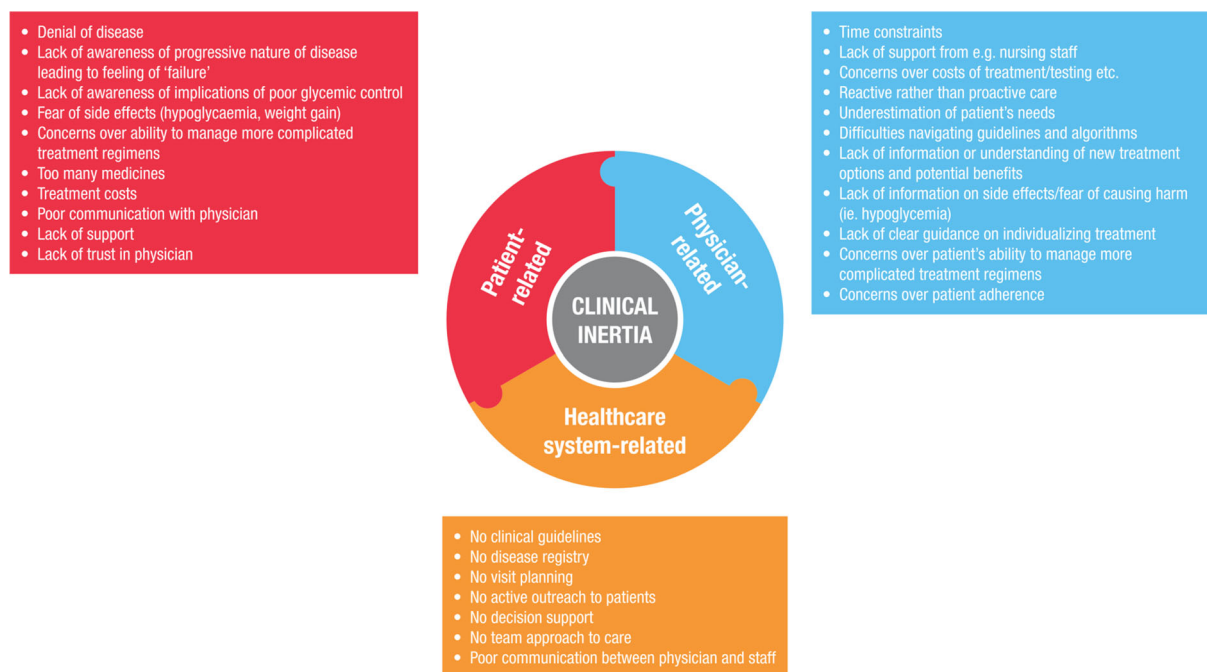 • Denial of disease
• Lack of awareness of progressive nature of disease
leading to feeling of ‘failure’
• Lack of awareness of implications of poor glycemic control
• Fear of side effects (hypoglycaemia, weight gain)
• Concerns over ability to manage more complicated
treatment regimens
• Too many medicines
• Treatment costs
• Poor communication with physician
• Lack of support
• Lack of trust in physician
• Time constraints
• Lack of support from e.g. nursing staff
• Concerns over costs of treatment/testing etc.
• Reactive rather than proactive care
• Underestimation of patient’s needs
• Difficulties navigating guidelines and algorithms
• Lack of information or understanding of new treatment
options and potential benefits
• Lack of information on side effects/fear of causing harm
(ie. hypoglycemia)
• Lack of clear guidance on individualizing treatment
• Concerns over patient’s ability to manage more
complicated treatment regimens
• Concerns over patient adherence
Patient-
related
Physician-
related
CLINICAL
INERTIA
Healthcare
system-related
• No clinical guidelines
• No disease registry
• No visit planning
• No active outreach to patients
• No decision support
• No team approach to care
• Poor communication between physician and staff